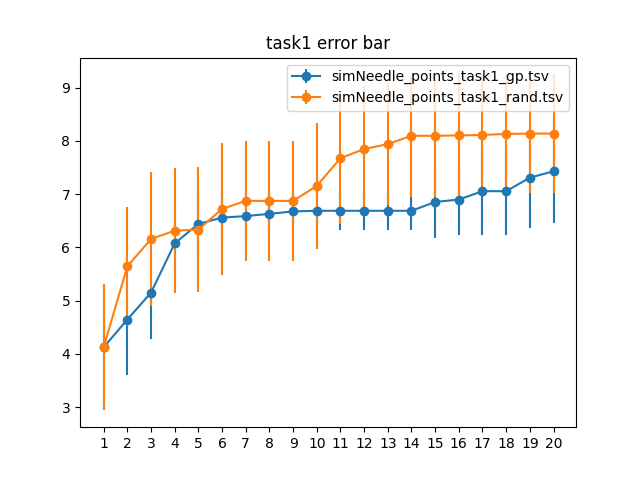 task1 error bar
simNeedle_points_task1_gp.tsv
simNeedle_points_task1_rand.tsv
9
8
7
6
5
4
3
1 2 3 4 5 6 7 8 9 10 11 12 13 14 15 16 17 18 19 20